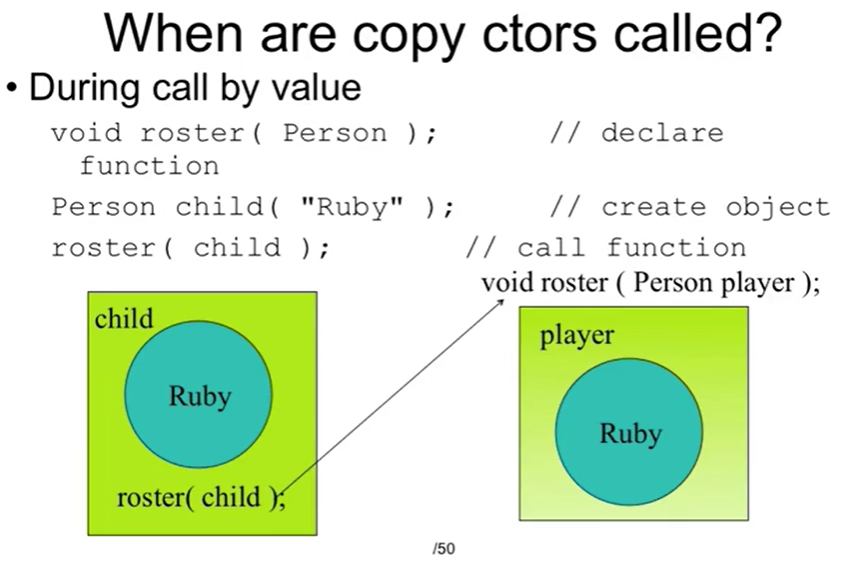 When are copy ctors called?
• During call by value
void roster( Person );        // declare
function
Person child( "Ruby" );       // create object
roster( child );         // call function
void roster ( Person player );
child
Ruby
roster( child );
player
Ruby
/50